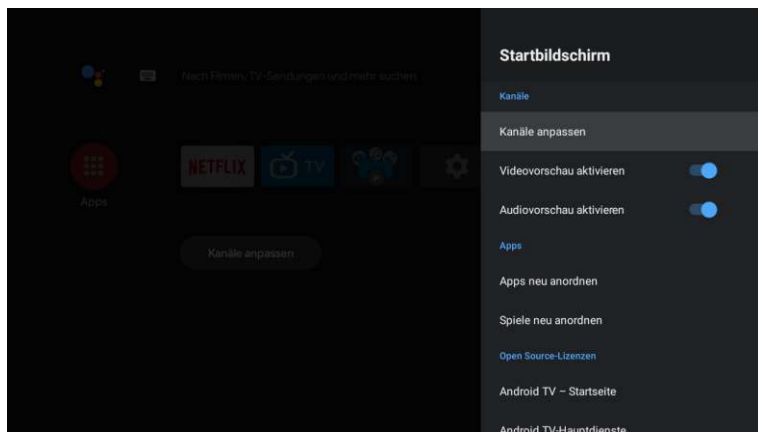 Startbildschirm
Nach Filmen, TV-Sendungen und mehr suchen
Kanäle
Kanäle anpassen
NETFLIX
TV
Videovorschau aktivieren
Apps
Audiovorschau aktivieren
Apps
Kanäle anpassen
Apps neu anordnen
Spiele neu anordnen
Open Source-Lizenzen
Android TV – Startseite
Android TV-Hauptdienste